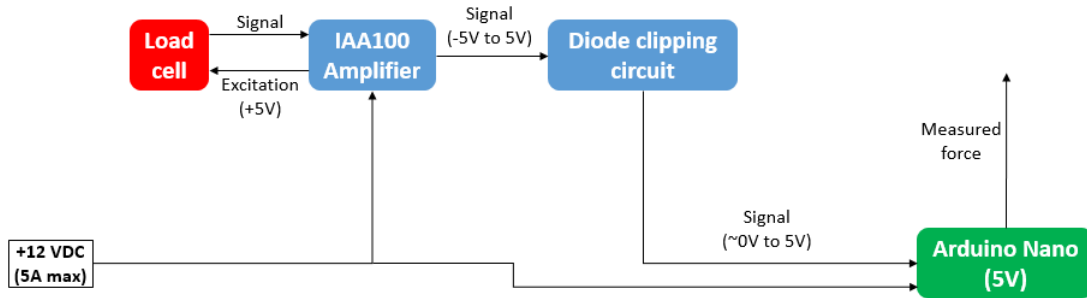 Load
cell
Signal
Excitation
(+5V)
IAA100
Amplifier
Signal
(-5V to 5V)
Diode clipping
circuit
Measured
force
Signal
(~0V to 5V)
+12 VDC
(5A max)
Arduino Nano
(5V)